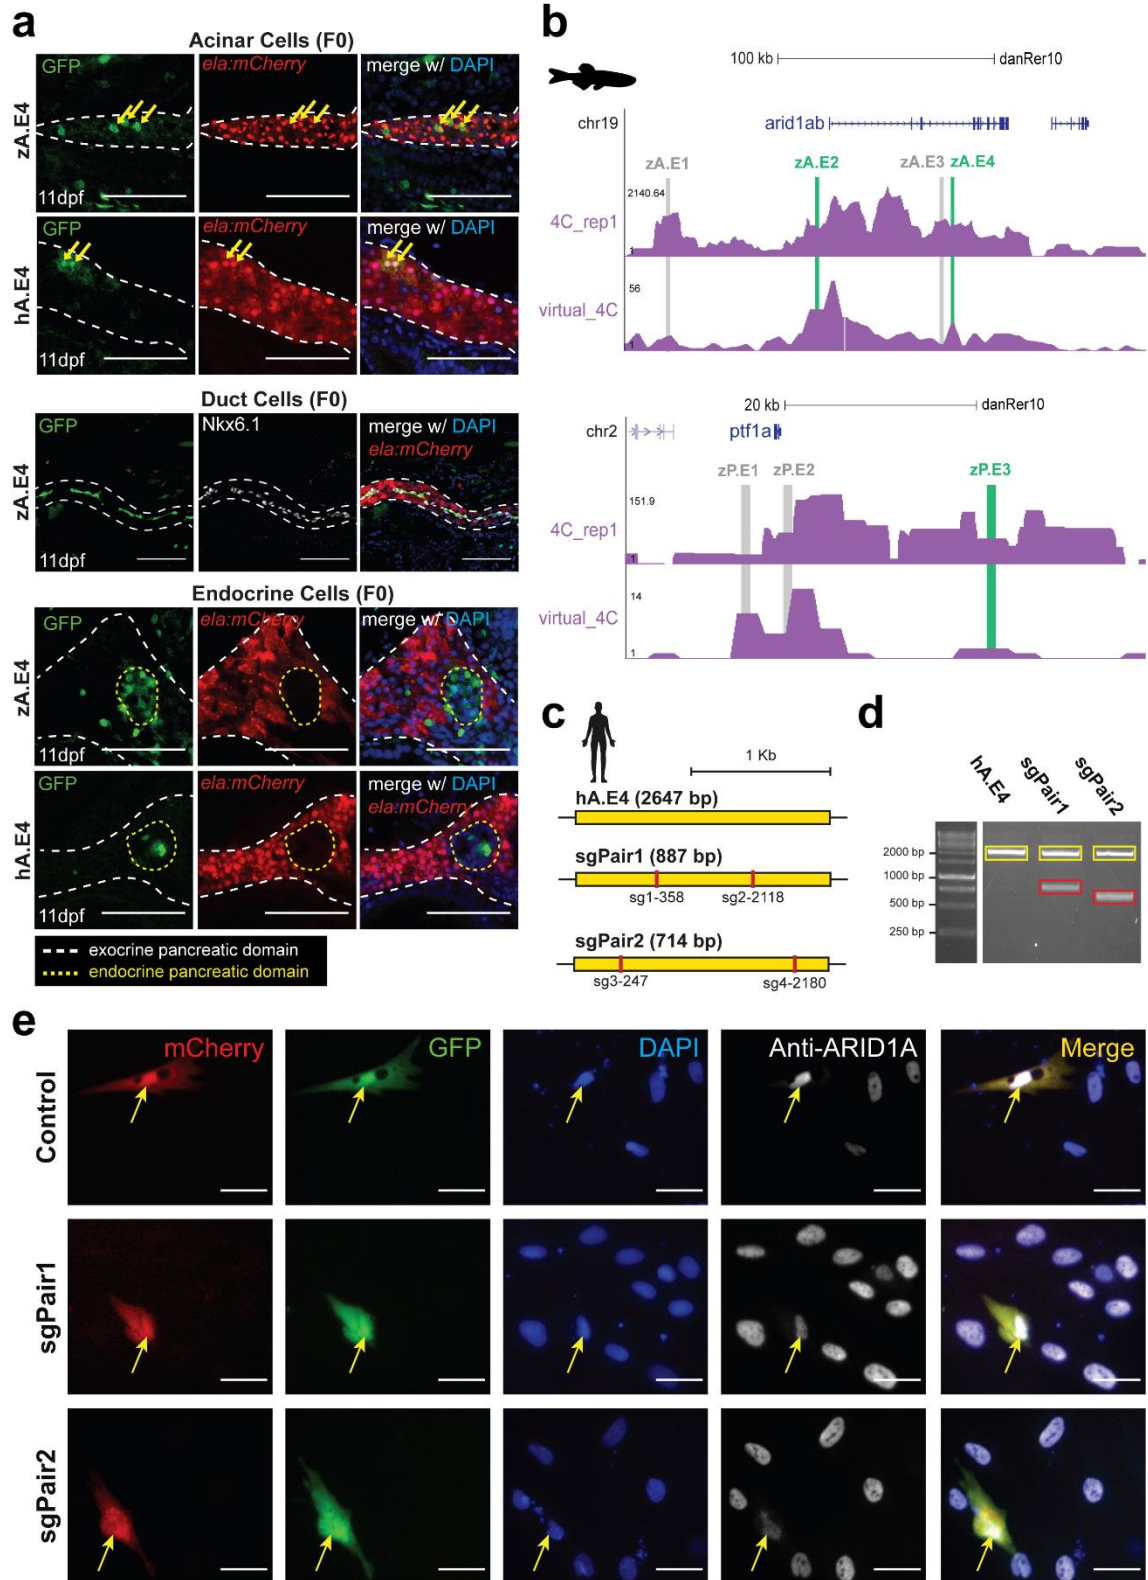 a
Acinar Cells (F0)
zA.E4
GFP
ela:mCherry
merge w/ DAPI
11dpf
hA.E4
GFP
ela:mCherry
merge w/ DAPI
11dpf
Duct Cells (F0)
zA.E4
GFP
Nkx6.1
merge w/ DAPI
ela:mCherry
11dpf
Endocrine Cells (F0)
zA.E4
GFP
ela:mCherry
merge w/ DAPI
11dpf
hA.E4
GFP
ela:mCherry
merge w/ DAPI
ela:mCherry
11dpf
exocrine pancreatic domain
endocrine pancreatic domain
b
100 kb
danRer10
chr19
arid1ab
zA.E1
zA.E2
zA.E3
zA.E4
2140.64
4C_rep1
1
56
virtual_4C
1
20 kb
danRer10
chr2
ptf1a
zP.E1
zP.E2
zP.E3
151.9
4C_rep1
1
14
virtual_4C
1
c
1 Kb
hA.E4 (2647 bp)
sgPair1 (887 bp)
sg1-358
sg2-2118
sgPair2 (714 bp)
sg3-247
sg4-2180
d
hA.E4
sgPair1
sgPair2
2000 bp
1000 bp
500 bp
250 bp
e
mCherry
GFP
DAPI
Anti-ARID1A
Merge
Control
sgPair1
sgPair2